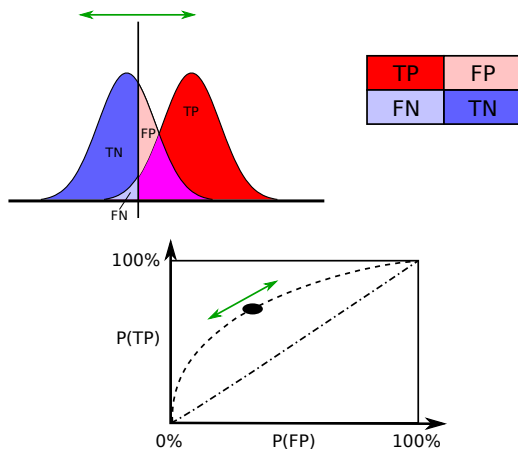 TP FP
FN TN
TP
FP
TN
FN
100%
P(TP)
0% P(FP) 100%